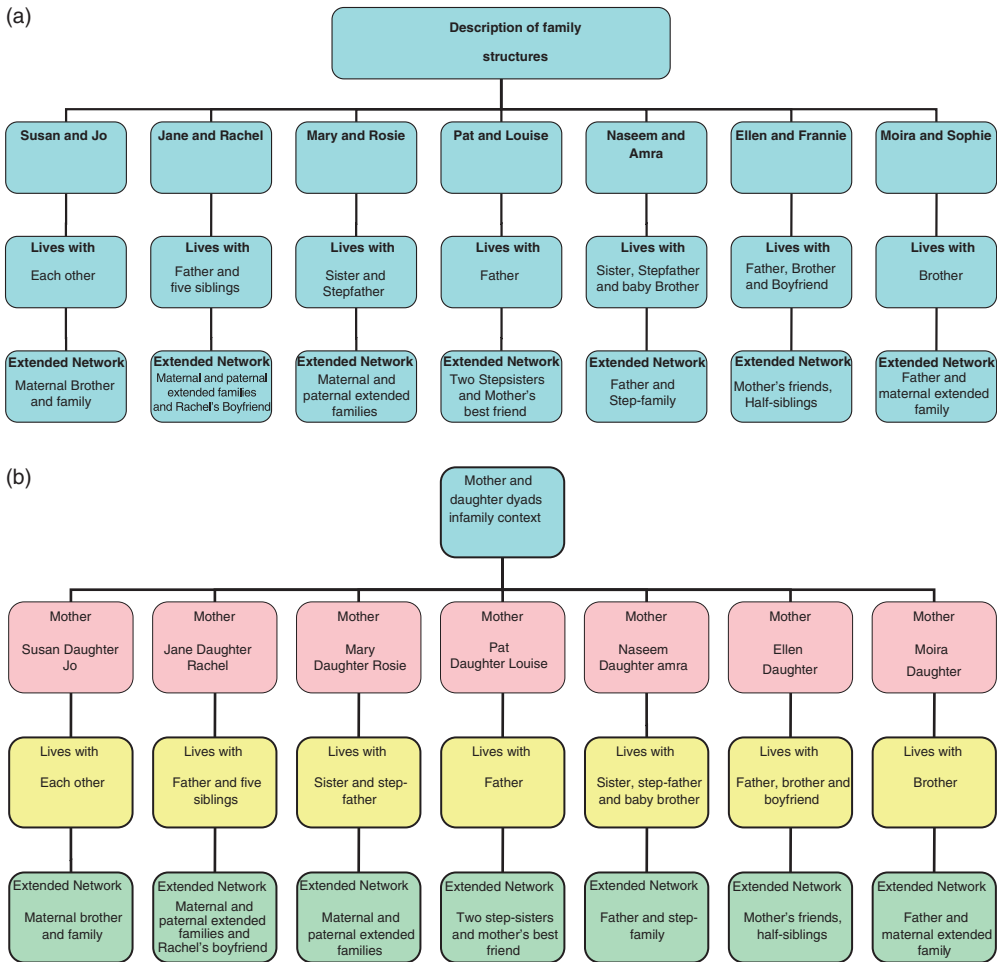 (a)
Description of family
structures
Susan and Jo
Jane and Rachel
Mary and Rosie
Pat and Louise
Naseem and
Amra
Ellen and Frannie
Moira and Sophie
Lives with
Each other
Lives with
Father and
five siblings
Lives with
Sister and
Stepfather
Lives with
Father
Lives with
Sister, Stepfather
and baby Brother
Lives with
Father, Brother
and Boyfriend
Lives with
Brother
Extended Network
Maternal Brother
and family
Extended Network
Maternal and paternal
extended families
and Rachel's Boyfriend
Extended Network
Maternal and
paternal extended
families
Extended Network
Two Stepsisters
and Mother's
best friend
Extended Network
Father and
Step-family
Extended Network
Mother's friends,
Half-siblings
Extended Network
Father and
maternal extended
family
(b)
Mother and
daughter dyads
infamily context
Mother
Susan Daughter
Jo
Mother
Jane Daughter
Rachel
Mother
Mary
Daughter Rosie
Mother
Pat
Daughter Louise
Mother
Naseem
Daughter amra
Mother
Ellen
Daughter
Mother
Moira
Daughter
Lives with
Each other
Lives with
Father and five
siblings
Lives with
Sister and step-
father
Lives with
Father
Lives with
Sister, step-father
and baby brother
Lives with
Father, brother and
boyfriend
Lives with
Brother
Extended Network
Maternal brother
and family
Extended Network
Maternal and
paternal extended
families and
Rachel's boyfriend
Extended Network
Maternal and
paternal extended
families
Extended Network
Two step-sisters
and mother's best
friend
Extended Network
Father and step-
family
Extended Network
Mother's friends,
half-siblings
Extended Network
Father and
maternal extended
family